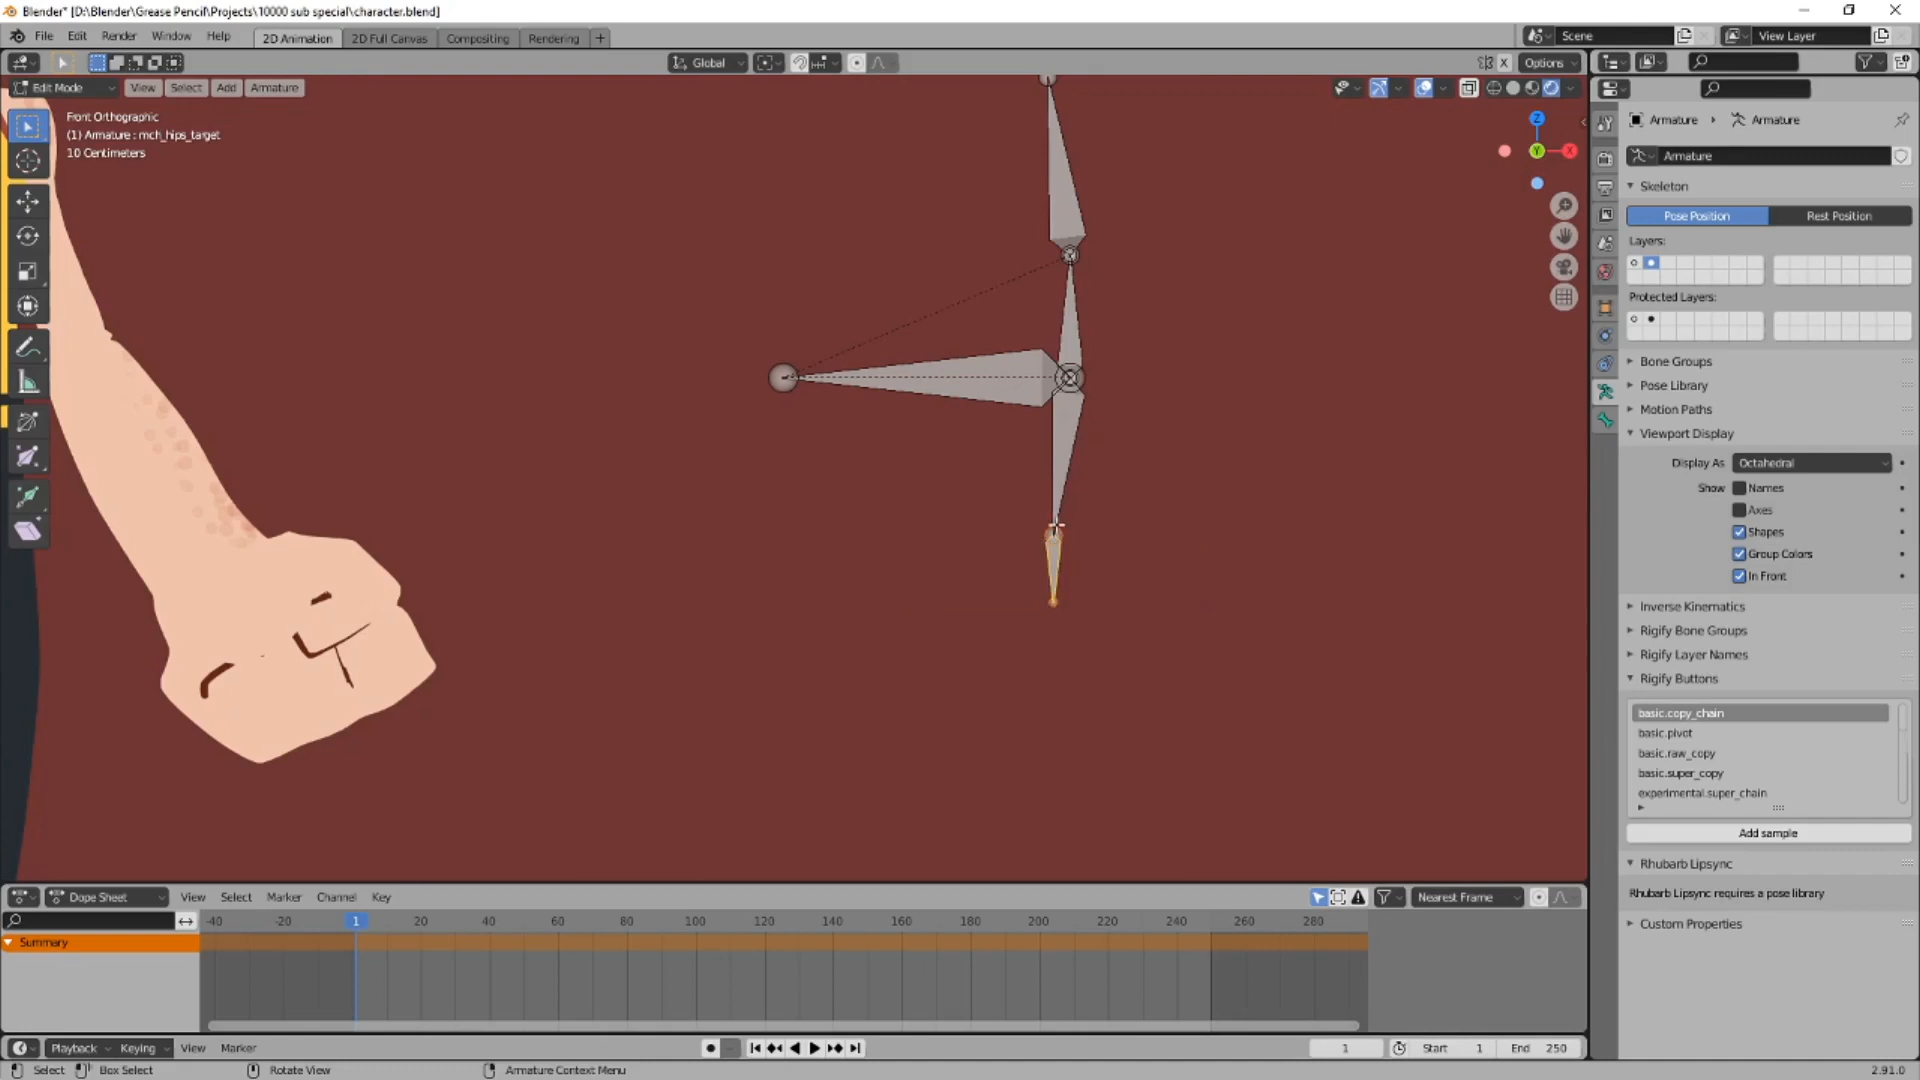 Blender* [D:\Blender\Grease Pencil\Projects\10000 sub special\character.blend]
File Edit Render Window Help 2D Animation 2D Full Canvas Compositing Rendering + Scene View Layer
Global X Options
Edit Mode View Select Add Armature
Front Orthographic
(1) Armature : mch_hips_target
10 Centimeters
Z
Y
X
Armature Armature
Armature
Skeleton
Pose Position Rest Position
Layers:
Protected Layers:
Bone Groups
Pose Library
Motion Paths
Viewport Display
Display As Octahedral
Show Names
Axes
Shapes
Group Colors
In Front
Inverse Kinematics
Rigify Bone Groups
Rigify Layer Names
Rigify Buttons
basic.copy_chain
basic.pivot
basic.raw_copy
basic.super_copy
experimental.super_chain
Add sample
Rhubarb Lipsync
Rhubarb Lipsync requires a pose library
Custom Properties
Dope Sheet View Select Marker Channel Key Nearest Frame
-40 -20 1 20 40 60 80 100 120 140 160 180 200 220 240 260 280
Summary
Playback Keying View Marker 1 Start 1 End 250
Select Box Select Rotate View Armature Context Menu 2.91.0